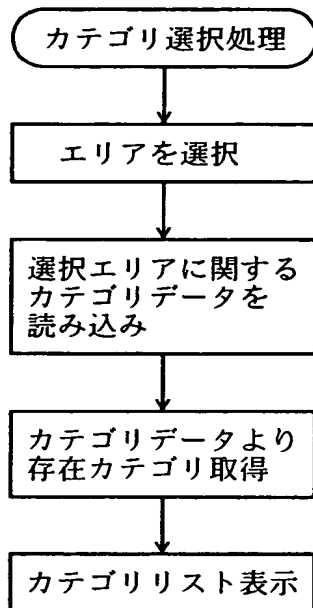 カテゴリ選択処理
エリアを選択
選択エリアに関する
カテゴリデータを
読み込み
カテゴリデータより
存在カテゴリ取得
カテゴリリスト表示